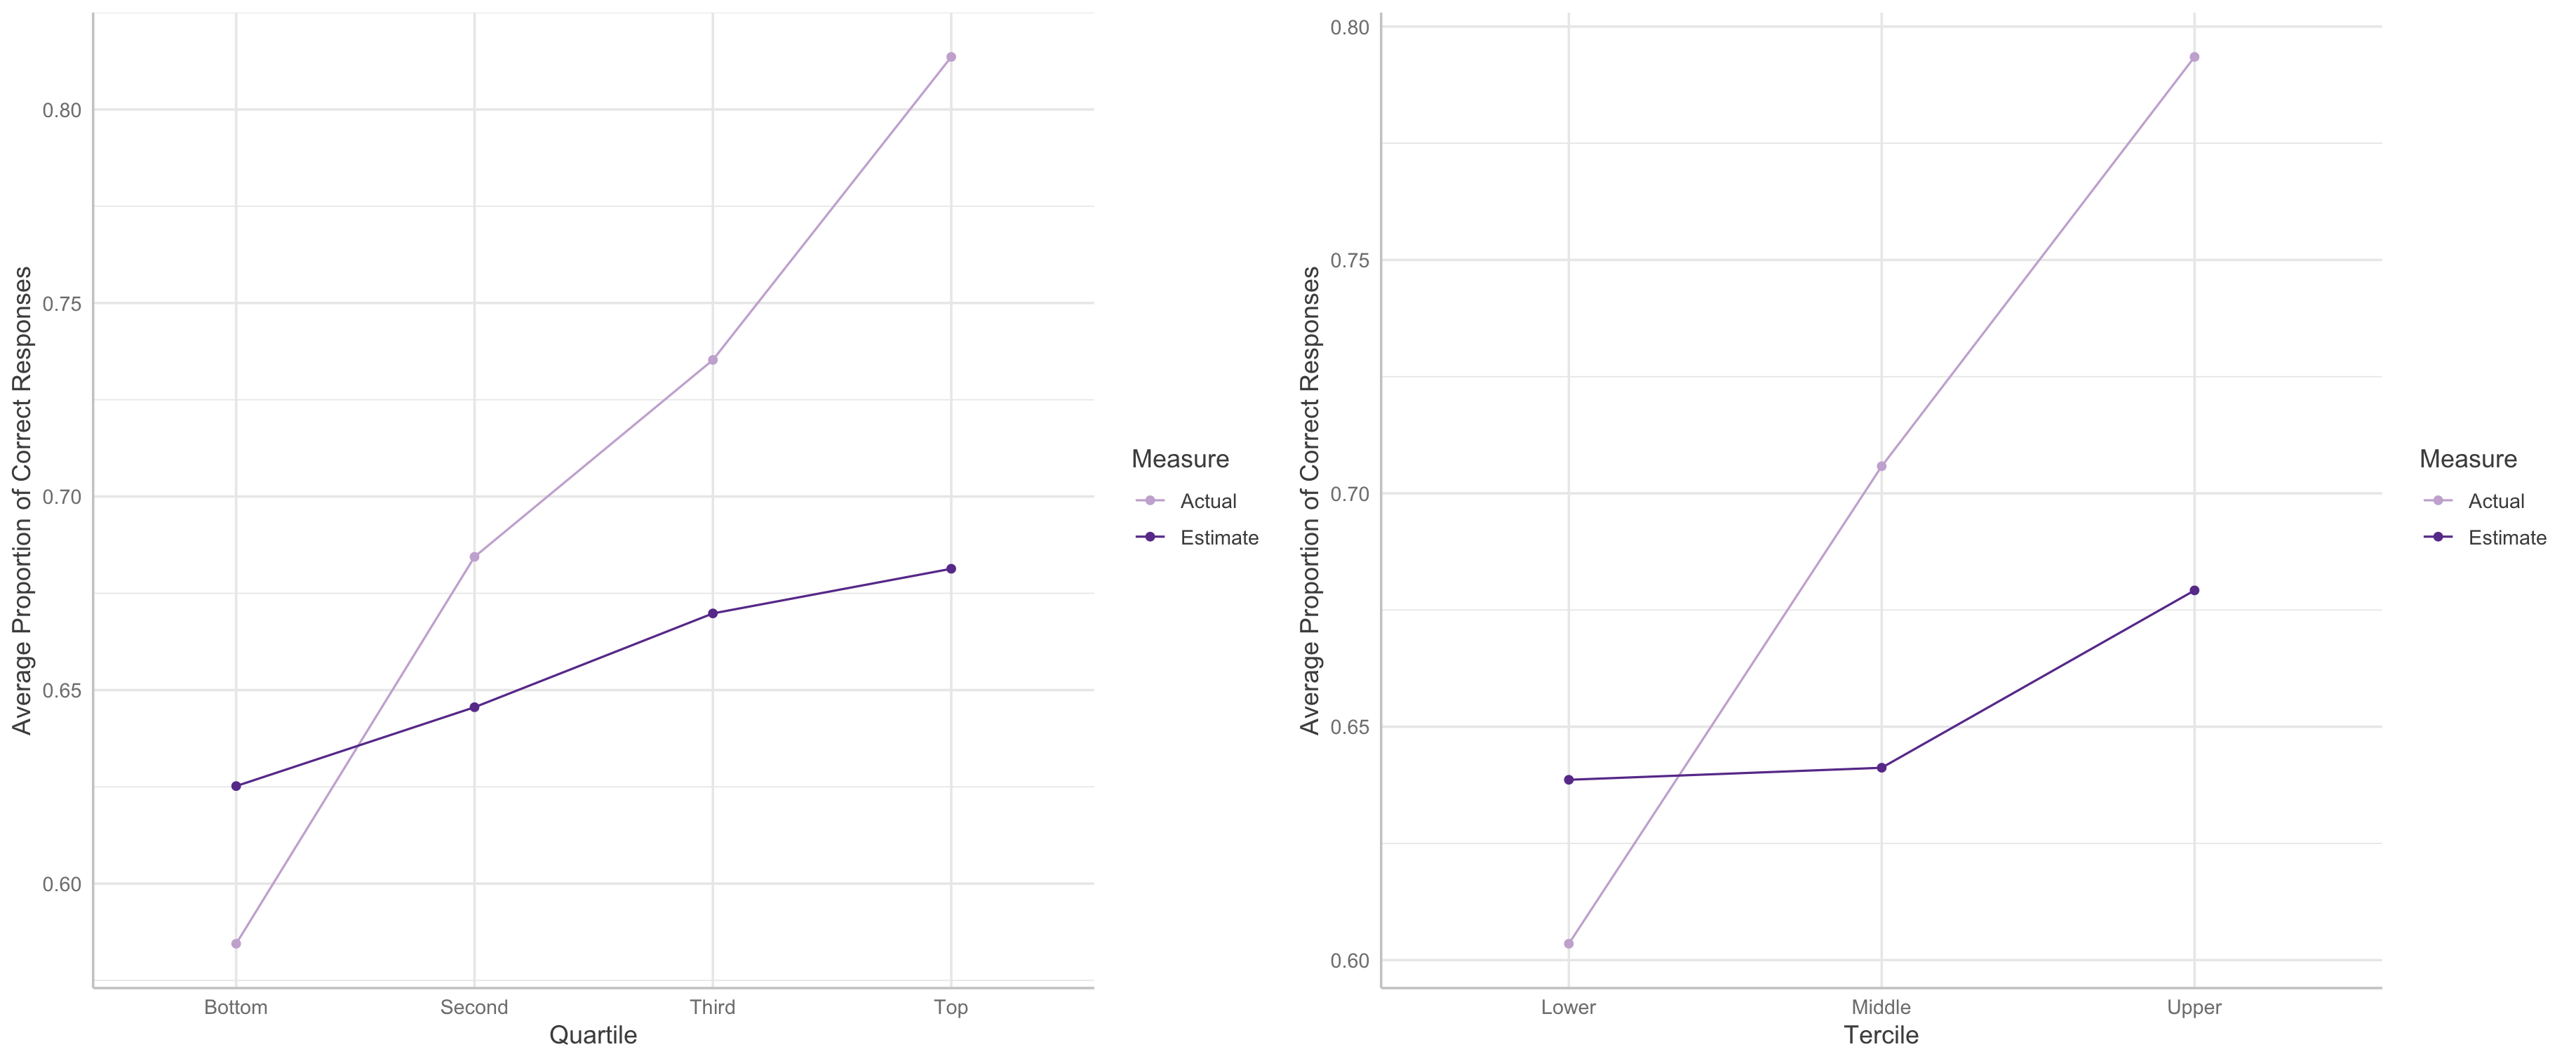 Average Proportion of Correct Responses
0.80
0.75
0.70
0.65
0.60
Bottom Second Third Top
Quartile
Measure
Actual
Estimate
Average Proportion of Correct Responses
0.80
0.75
0.70
0.65
0.60
Lower Middle Upper
Tercile
Measure
Actual
Estimate